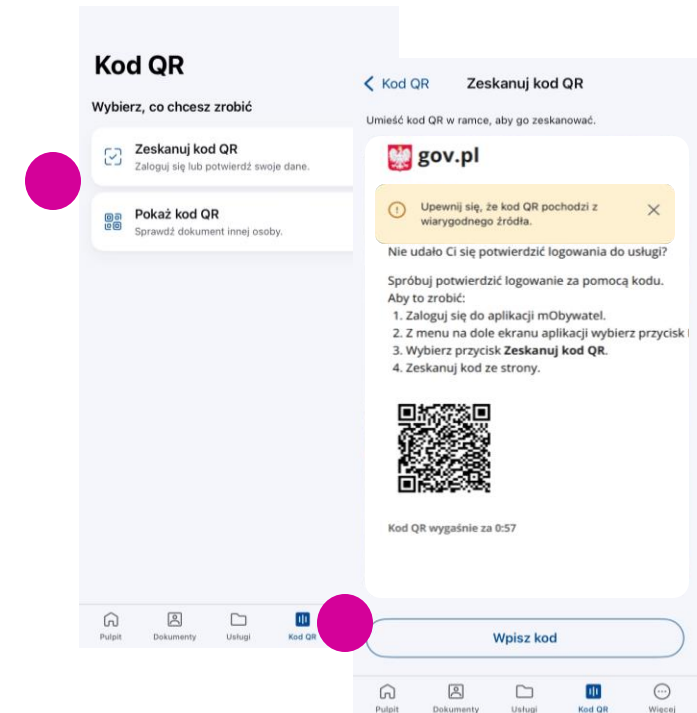 Kod QR
Wybierz, co chcesz zrobić
Zeskanuj kod QR
Zaloguj się lub potwierdź swoje dane.
Pokaż kod QR
Sprawdź dokument innej osoby.
Pulpit Dokumenty Usługi Kod QR
Kod QR Zeskanuj kod QR
Umieść kod QR w ramce, aby go zeskanować.
gov.pl
Upewnij się, że kod QR pochodzi z
wiarygodnego źródła.
Nie udało Ci się potwierdzić logowania do usługi?
Spróbuj potwierdzić logowanie za pomocą kodu.
Aby to zrobić:
1. Zaloguj się do aplikacji mObywatel.
2. Z menu na dole ekranu aplikacji wybierz przycisk
3. Wybierz przycisk Zeskanuj kod QR.
4. Zeskanuj kod ze strony.
Kod QR wygaśnie za 0:57
Wpisz kod
Pulpit Dokumenty Usługi Kod QR Więcej